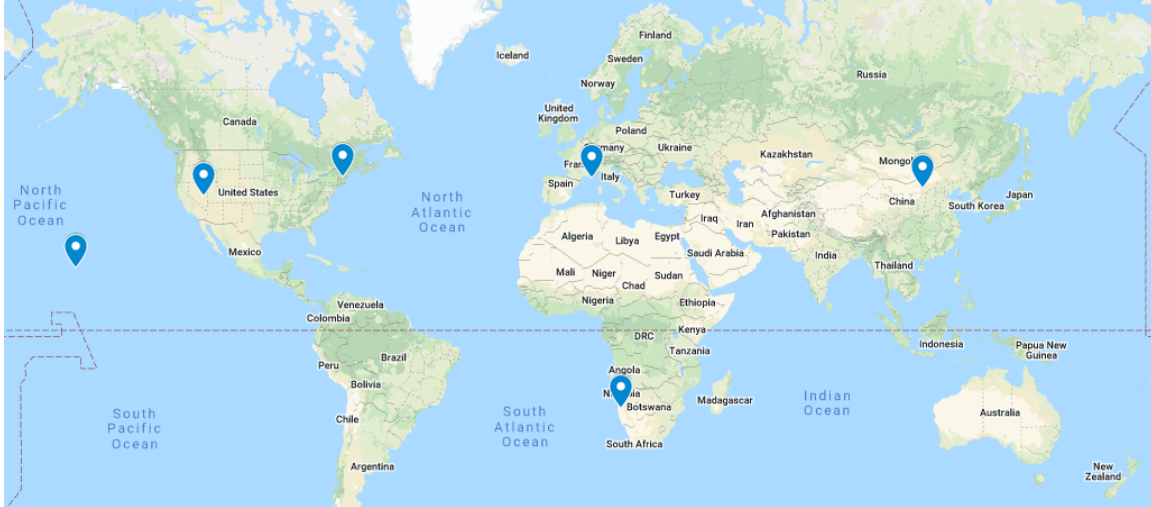 Iceland
Finland
Sweden
Norway
Russia
United
Kingdom
Canada
Poland
Ukraine
Kazakhstan
Spain
Italy
Turkey
North
Pacific
Ocean
United States
North
Atlantic
Ocean
China
Japan
South Korea
Iraq
Iran
Afghanistan
Pakistan
Mexico
Algeria
Libya
Egypt
Saudi Arabia
India
Thailand
Mali
Niger
Chad
Sudan
Nigeria
Ethiopia
Venezuela
Colombia
DRC
Kenya
Tanzania
Indonesia
Papua New
Guinea
Peru
Brazil
Bolivia
Angola
Botswana
Madagascar
Indian
Ocean
South
Pacific
Ocean
South
Atlantic
Ocean
Chile
Australia
South Africa
Argentina
New
Zealand